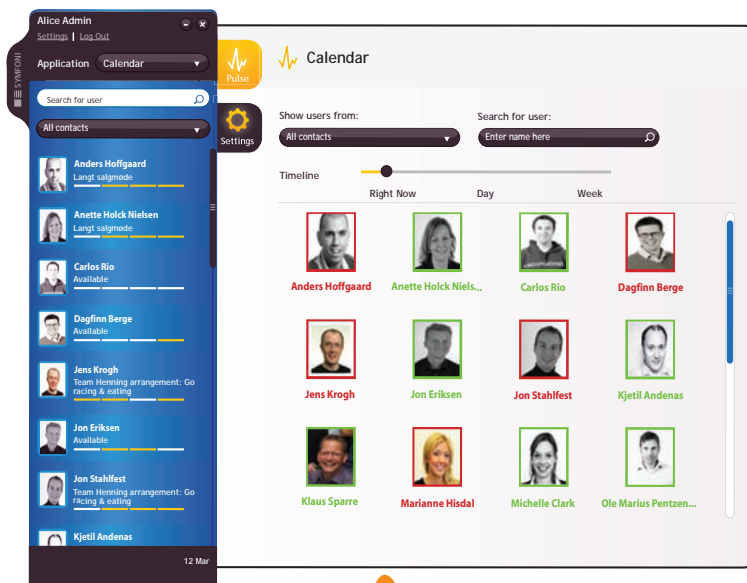 Alice Admin
Settings | Log Out
SYMFONI
Application Calendar
Search for user
All contacts
Anders Hoffgaard
Langt salgmøde
Anette Holck Nielsen
Langt salgmøde
Carlos Rio
Available
Dagfinn Berge
Available
Jens Krogh
Team Henning arrangement: Go
racing & eating
Jon Eriksen
Available
Jon Stahlfest
Team Henning arrangement: Go
racing & eating
Kjetil Andenas
12 Mar
Pulse
Settings
Calendar
Show users from:
All contacts
Search for user:
Enter name here
Timeline
Right Now Day Week
Anders Hoffgaard Anette Holck Niels... Carlos Rio Dagfinn Berge
Jens Krogh Jon Eriksen Jon Stahlfest Kjetil Andenas
Klaus Sparre Marianne Hisdal Michelle Clark Ole Marius Pentzen...